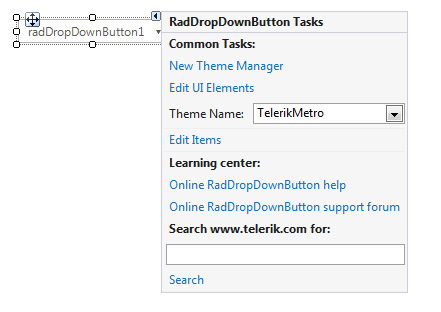 radDropDownButton1
RadDropDownButton Tasks
Common Tasks:
New Theme Manager
Edit UI Elements
Theme Name: TelerikMetro
Edit Items
Learning center:
Online RadDropDownButton help
Online RadDropDownButton support forum
Search www.telerik.com for:
Search